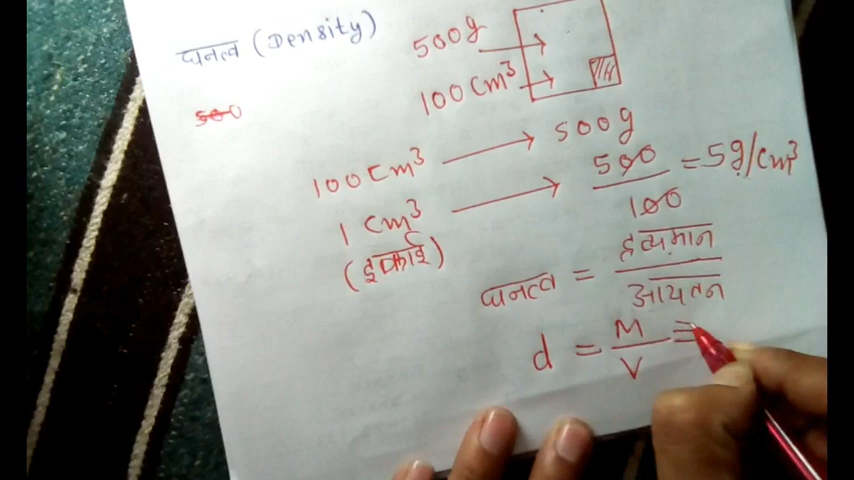 घनत्व (Density)
500g
100 Cm³
500
100 Cm³ → 500g
1 Cm³ → 500/100 = 5g/cm³
(इकाई)
घनत्व = द्रव्यमान/आयतन
d = M/V =